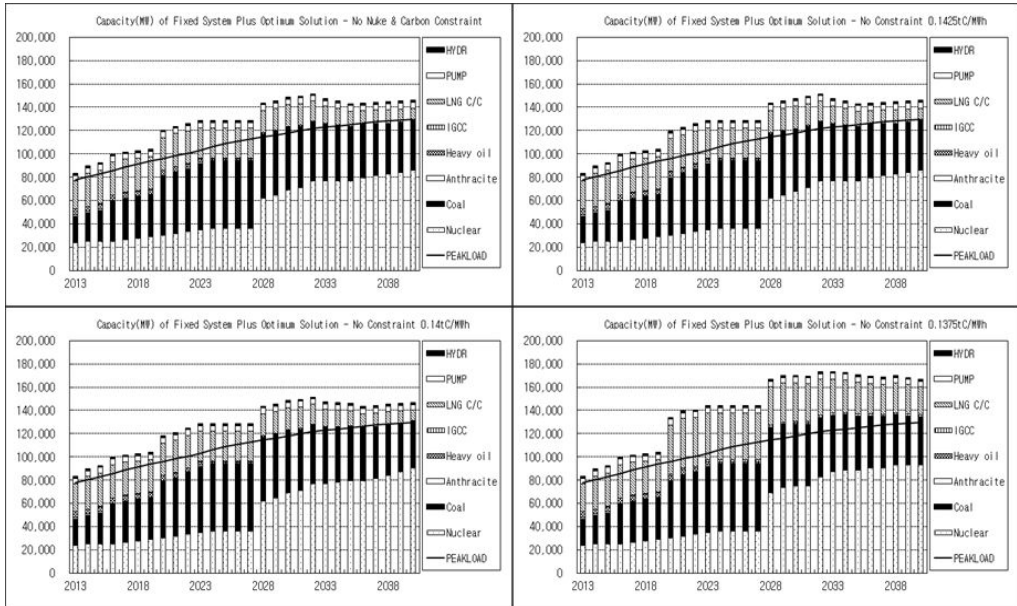 Capacity(MW) of Fixed System Plus Optimum Solution - No Nuke & Carbon Constraint
200,000
180,000
160,000
140,000
120,000
100,000
80,000
60,000
40,000
20,000
0
2013 2018 2023 2028 2033 2038
HYDR
PUMP
LNG C/C
IGCC
Heavy oil
Anthracite
Coal
Nuclear
PEAKLOAD
Capacity(MW) of Fixed System Plus Optimum Solution - No Constraint 0.1425tC/MWh
200,000
180,000
160,000
140,000
120,000
100,000
80,000
60,000
40,000
20,000
0
2013 2018 2023 2028 2033 2038
HYDR
PUMP
LNG C/C
IGCC
Heavy oil
Anthracite
Coal
Nuclear
PEAKLOAD
Capacity(MW) of Fixed System Plus Optimum Solution - No Constraint 0.14tC/MWh
200,000
180,000
160,000
140,000
120,000
100,000
80,000
60,000
40,000
20,000
0
2013 2018 2023 2028 2033 2038
HYDR
PUMP
LNG C/C
IGCC
Heavy oil
Anthracite
Coal
Nuclear
PEAKLOAD
Capacity(MW) of Fixed System Plus Optimum Solution - No Constraint 0.1375tC/MWh
200,000
180,000
160,000
140,000
120,000
100,000
80,000
60,000
40,000
20,000
0
2013 2018 2023 2028 2033 2038
HYDR
PUMP
LNG C/C
IGCC
Heavy oil
Anthracite
Coal
Nuclear
PEAKLOAD